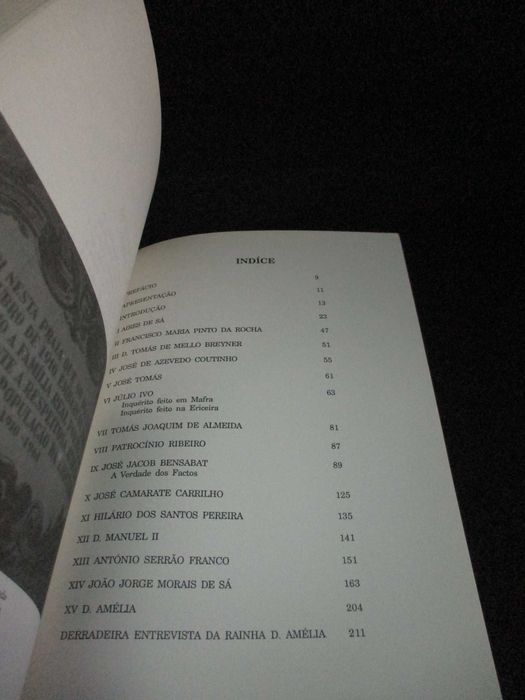 NESTA
INDÍCE
PREFÁCIO 9
APRESENTAÇÃO 11
INTRODUÇÃO 13
I AIRES DE SÁ 23
II FRANCISCO MARIA PINTO DA ROCHA 47
III D. TOMÁS DE MELLO BREYNER 51
IV JOSÉ DE AZEVEDO COUTINHO 55
V JOSÉ TOMÁS 61
VI JÚLIO IVO 63
Inquérito feito em Mafra
Inquérito feito na Ericeira
VII TOMÁS JOAQUIM DE ALMEIDA 81
VIII PATROCÍNIO RIBEIRO 87
IX JOSÉ JACOB BENSABAT 89
A Verdade dos Factos
X JOSÉ CAMARATE CARRILHO 125
XI HILÁRIO DOS SANTOS PEREIRA 135
XII D. MANUEL II 141
XIII ANTÓNIO SERRÃO FRANCO 151
XIV JOÃO JORGE MORAIS DE SÁ 163
XV D. AMÉLIA 204
DERRADEIRA ENTREVISTA DA RAINHA D. AMÉLIA 211